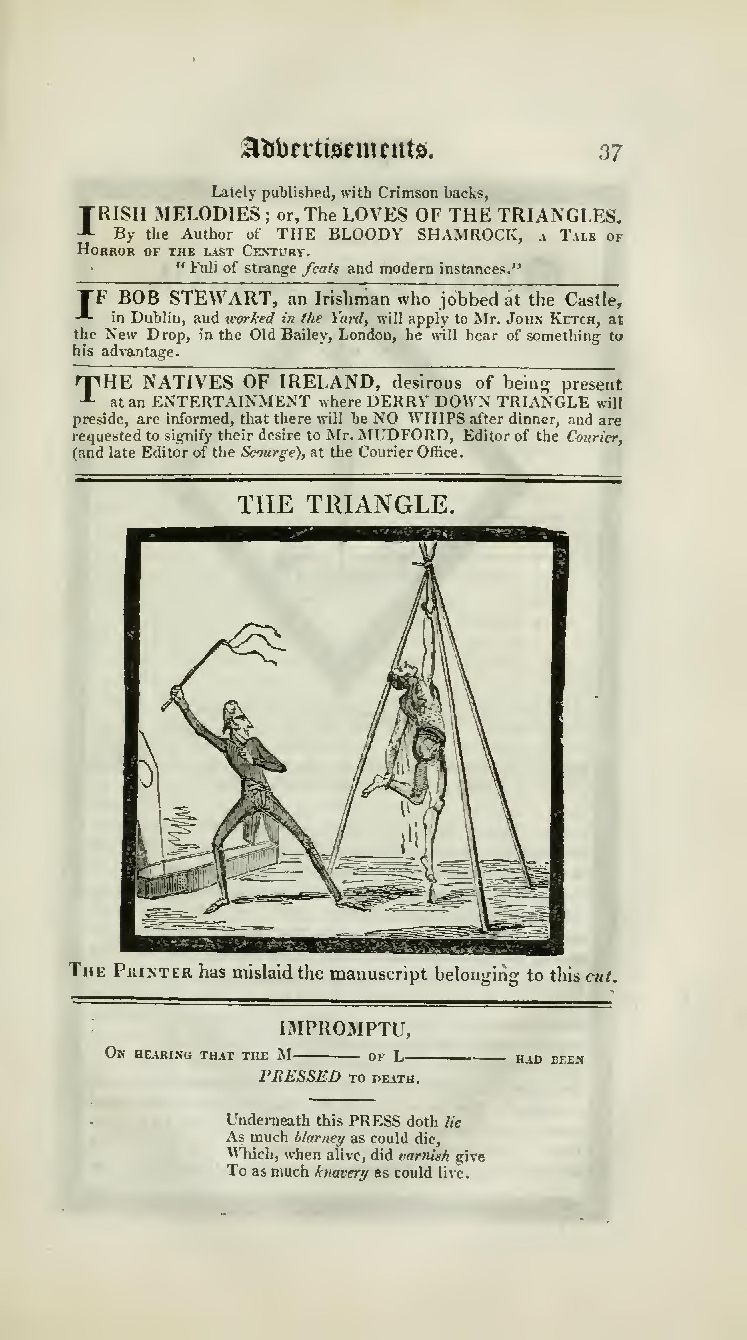 Advertisements. 37
Lately published, with Crimson backs,
IRISH MELODIES; or, The LOVES OF THE TRIANGLES.
By the Author of THE BLOODY SHAMROCK, A TALE OF
HORROR OF THE LAST CENTURY.
"Full of strange feats and modern instances."
IF BOB STEWART, an Irishman who jobbed at the Castle,
in Dublin, and worked in the Yard, will apply to Mr. JOHN KETCH, at
the New Drop, in the Old Bailey, London, he will hear of something to
his advantage.
THE NATIVES OF IRELAND, desirous of being present
at an ENTERTAINMENT where DERRY DOWN TRIANGLE will
preside, are informed, that there will be NO WHIPS after dinner, and are
requested to signify their desire to Mr. MUDFORD, Editor of the Courier,
(and late Editor of the Scourge), at the Courier Office.
THE TRIANGLE.
THE PRINTER has mislaid the manuscript belonging to this cut.
IMPROMPTU,
ON HEARING THAT THE M——— OF L——— HAD BEEN
PRESSED TO DEATH.
Underneath this PRESS doth lie
As much blarney as could die,
Which, when alive, did varnish give
To as much knavery as could live.